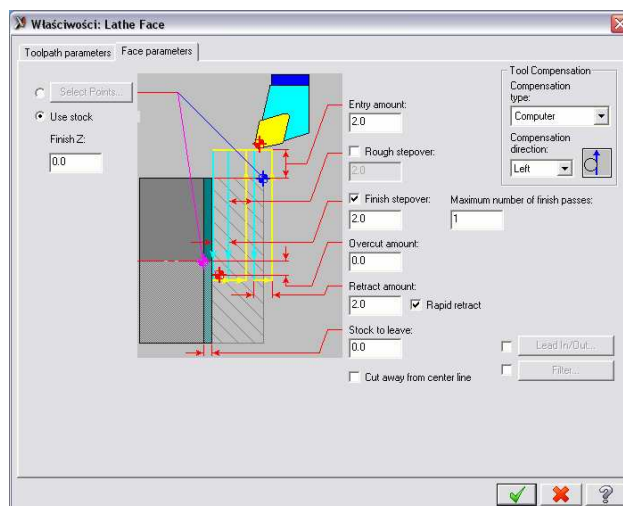 Właściwości: Lathe Face
Toolpath parameters
Face parameters
Select Points...
Use stock
Finish Z:
0.0
Entry amount:
2.0
Rough stepover:
2.0
Finish stepover:
2.0
Maximum number of finish passes:
1
Overcut amount:
0.0
Retract amount:
2.0
Rapid retract
Stock to leave:
0.0
Cut away from center line
Tool Compensation
Compensation
type:
Computer
Compensation
direction:
Left
Lead In/Out...
Filter...